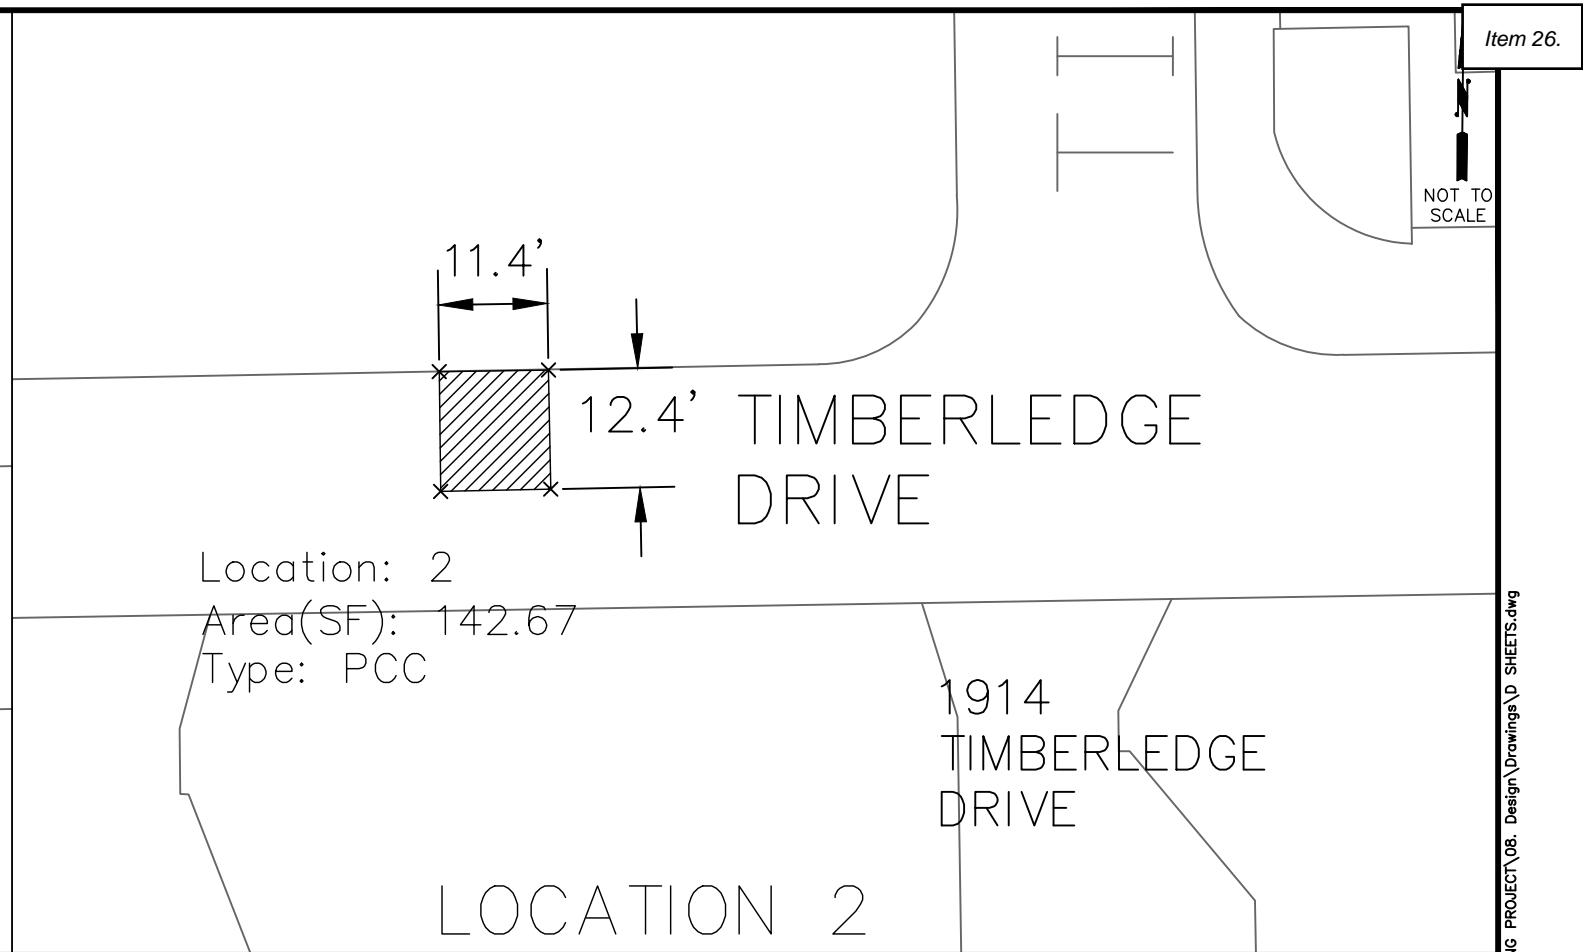 Item 26.
N
NOT TO
SCALE
11.4’
12.4’
TIMBERLEDGE
DRIVE
Location: 2
Area(SF): 142.67
Type: PCC
1914
TIMBERLEDGE
DRIVE
LOCATION 2
PROJECT\08. Design\Drawings\D SHEETS.dwg